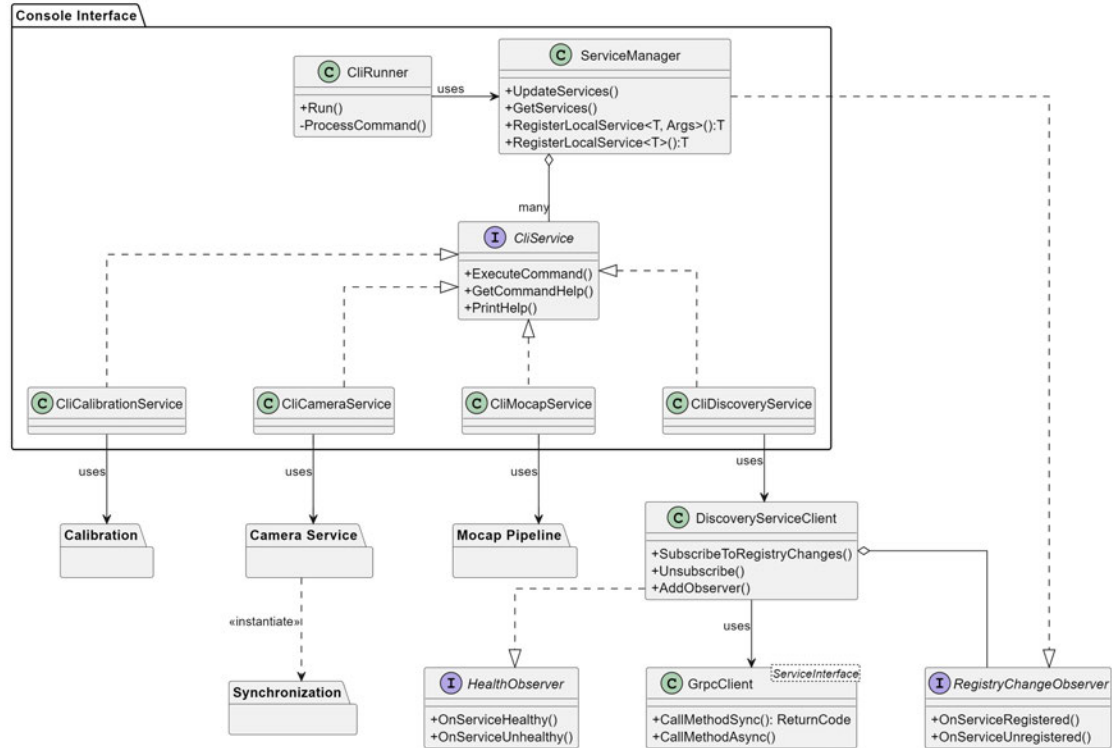 Console Interface
C CliRunner
+Run()
-ProcessCommand()
uses
C ServiceManager
+UpdateServices()
+GetServices()
+RegisterLocalService<T, Args>():T
+RegisterLocalService<T>():T
many
I CliService
+ExecuteCommand()
+GetCommandHelp()
+PrintHelp()
C CliCalibrationService
C CliCameraService
C CliMocapService
C CliDiscoveryService
uses
uses
uses
uses
Calibration
Camera Service
Mocap Pipeline
C DiscoveryServiceClient
+SubscribeToRegistryChanges()
+Unsubscribe()
+AddObserver()
«instantiate»
uses
Synchronization
I HealthObserver
+OnServiceHealthy()
+OnServiceUnhealthy()
ServiceInterface
C GrpcClient
+CallMethodSync(): ReturnCode
+CallMethodAsync()
I RegistryChangeObserver
+OnServiceRegistered()
+OnServiceUnregistered()